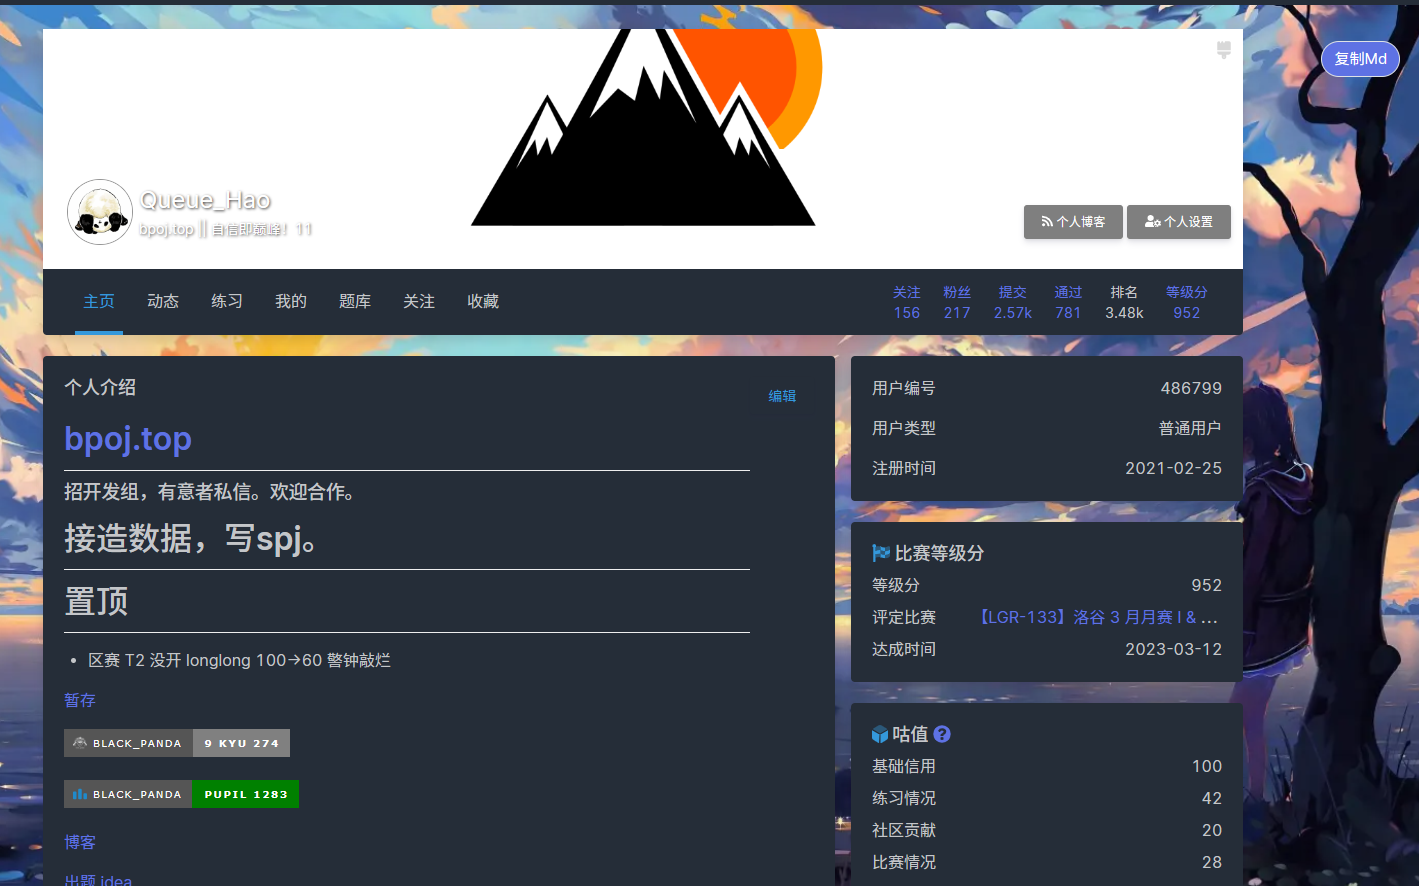 复制Md
Queue_Hao
bpoj.top || 自信即巅峰! 11
个人博客
个人设置
主页 动态 练习 我的 题库 关注 收藏
关注 粉丝 提交 通过 排名 等级分
156 217 2.57k 781 3.48k 952
个人介绍
编辑
bpoj.top
招开发组，有意者私信。欢迎合作。
接造数据，写spj。
置顶
• 区赛 T2 没开 longlong 100→60 警钟敲烂
暂存
BLACK_PANDA 9 KYU 274
BLACK_PANDA PUPIL 1283
博客
出题 idea
用户编号 486799
用户类型 普通用户
注册时间 2021-02-25
比赛等级分
等级分 952
评定比赛 【LGR-133】洛谷 3 月月赛 I & ...
达成时间 2023-03-12
咕值 ?
基础信用 100
练习情况 42
社区贡献 20
比赛情况 28